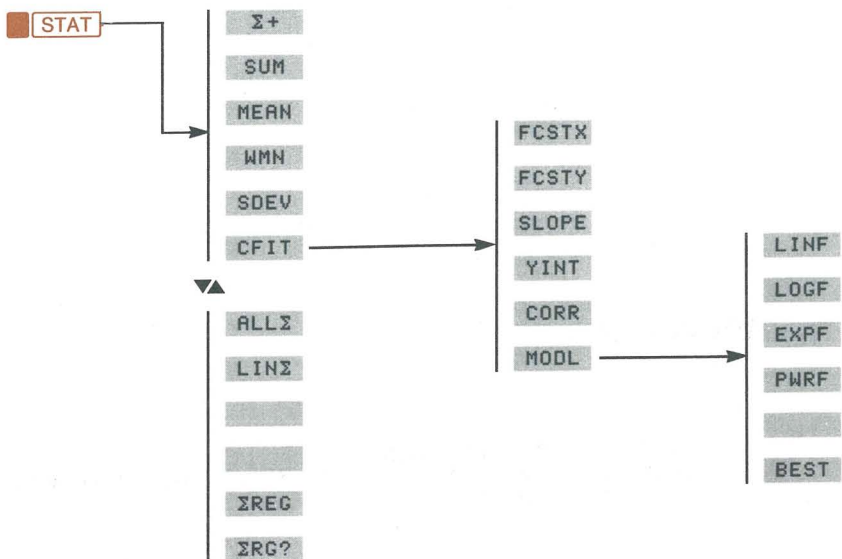 STAT
Σ+
SUM
MEAN
WMN
SDEV
CFIT
ALLΣ
LINΣ
ΣREG
ΣRG?
FCSTX
FCSTY
SLOPE
YINT
CORR
MODL
LINF
LOGF
EXPF
PWRF
BEST